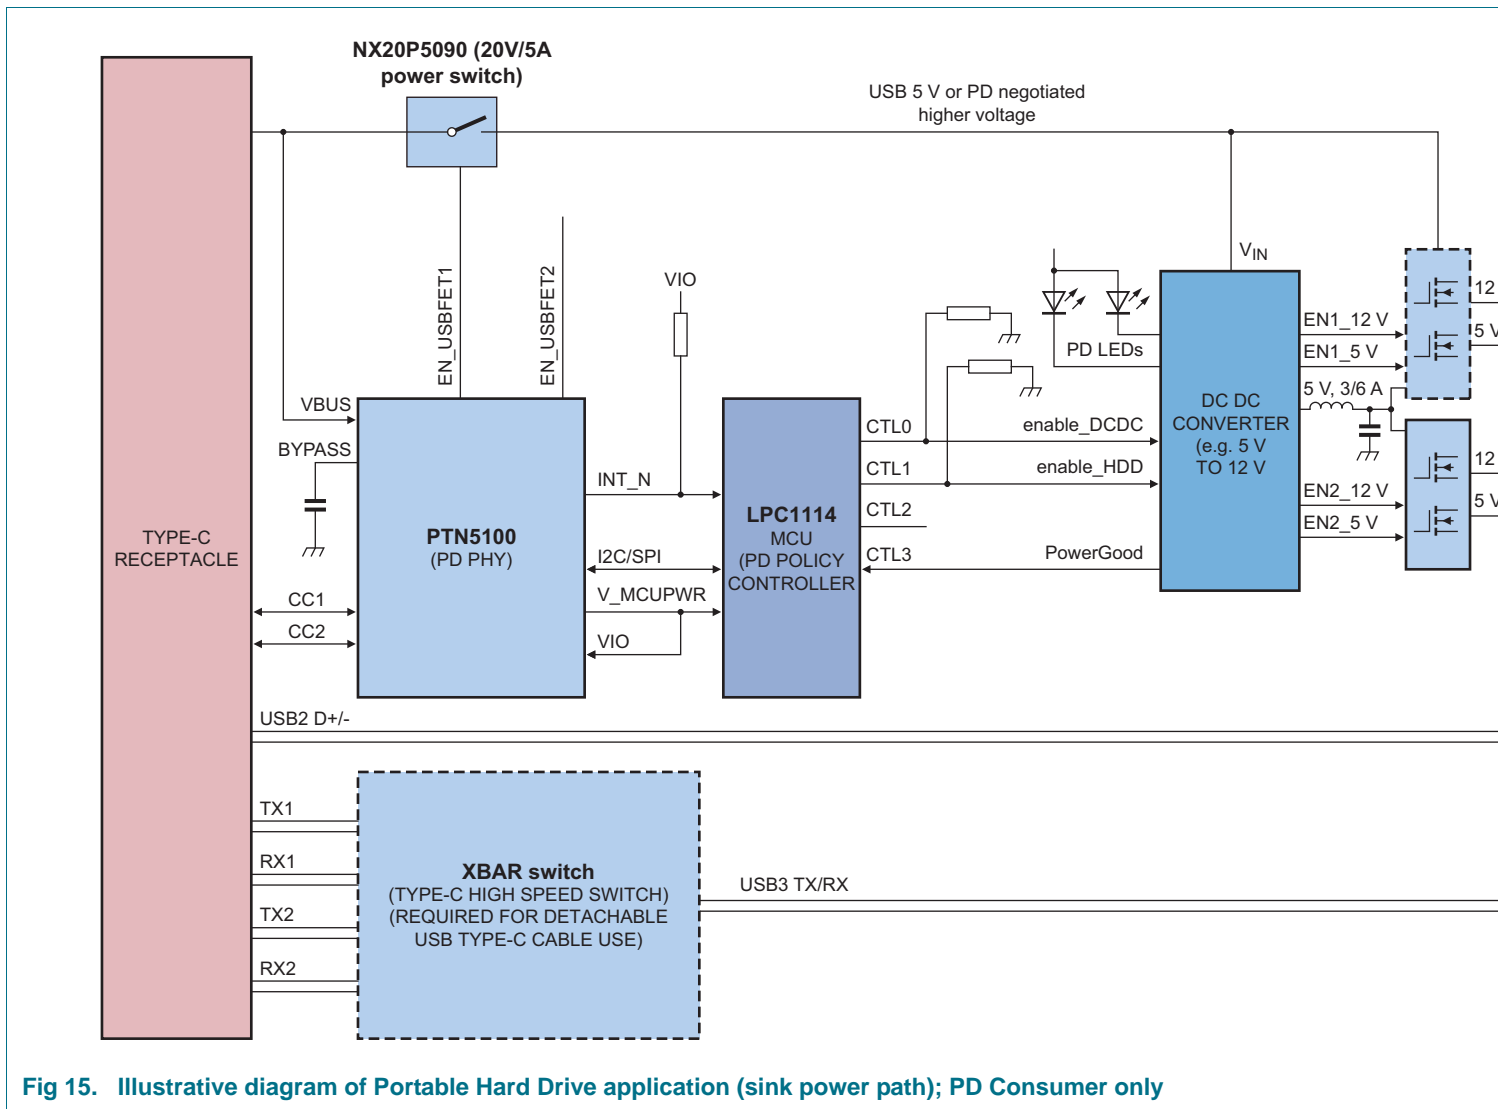 NX20P5090 (20V/5A
power switch)
USB 5 V or PD negotiated
higher voltage
EN_USBFET1
EN_USBFET2
VIO
VIN
PD LEDs
EN1_12 V
EN1_5 V
5 V, 3/6 A
12
5 V
VBUS
BYPASS
INT_N
CTL0
enable_DCDC
CTL1
enable_HDD
CTL2
CTL3
PowerGood
DC DC
CONVERTER
(e.g. 5 V
TO 12 V
EN2_12 V
EN2_5 V
12
5 V
TYPE-C
RECEPTACLE
PTN5100
(PD PHY)
I2C/SPI
V_MCUPWR
VIO
LPC1114
MCU
(PD POLICY
CONTROLLER
CC1
CC2
USB2 D+/-
TX1
RX1
TX2
RX2
XBAR switch
(TYPE-C HIGH SPEED SWITCH)
(REQUIRED FOR DETACHABLE
USB TYPE-C CABLE USE)
USB3 TX/RX
Fig 15. Illustrative diagram of Portable Hard Drive application (sink power path); PD Consumer only